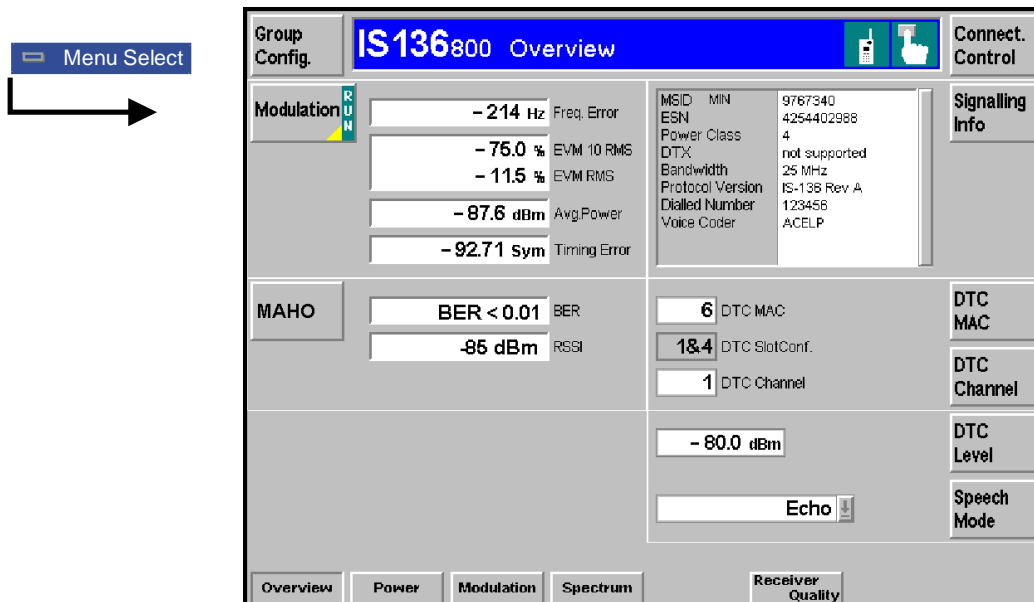 Menu Select
Group
Config.
IS136800 Overview
Connect.
Control
Modulation
RUN
– 214 Hz Freq. Error
– 75.0 % EVM 10 RMS
– 11.5 % EVM RMS
– 87.6 dBm Avg.Power
– 92.71 Sym Timing Error
MSID MIN 9767340
ESN 4254402988
Power Class 4
DTX not supported
Bandwidth 25 MHz
Protocol Version IS-136 Rev A
Dialled Number 123456
Voice Coder ACELP
Signalling
Info
MAHO
BER < 0.01 BER
-85 dBm RSSI
6 DTC MAC
1&4 DTC SlotConf.
1 DTC Channel
DTC
MAC
DTC
Channel
– 80.0 dBm
DTC
Level
Echo
Speech
Mode
Overview
Power
Modulation
Spectrum
Receiver
Quality